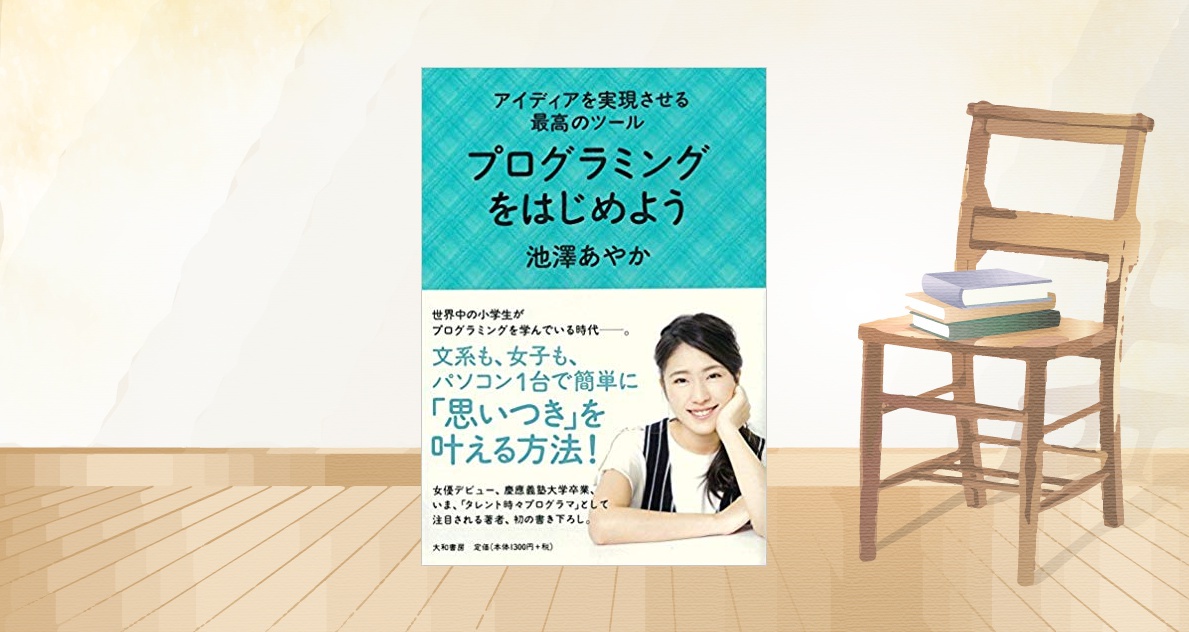 アイディアを実現させる
最高のツール
プログラミング
をはじめよう
池澤あやか
世界中の小学生が
プログラミングを学んでいる時代──。
文系も、女子も、
パソコン1台で簡単に
「思いつき」を
叶える方法!
女優デビュー、慶應義塾大学卒業、
いま、「タレント時々プログラマ」として
注目される著者、初の書き下ろし。
大和書房 定価(本体1300円+税)